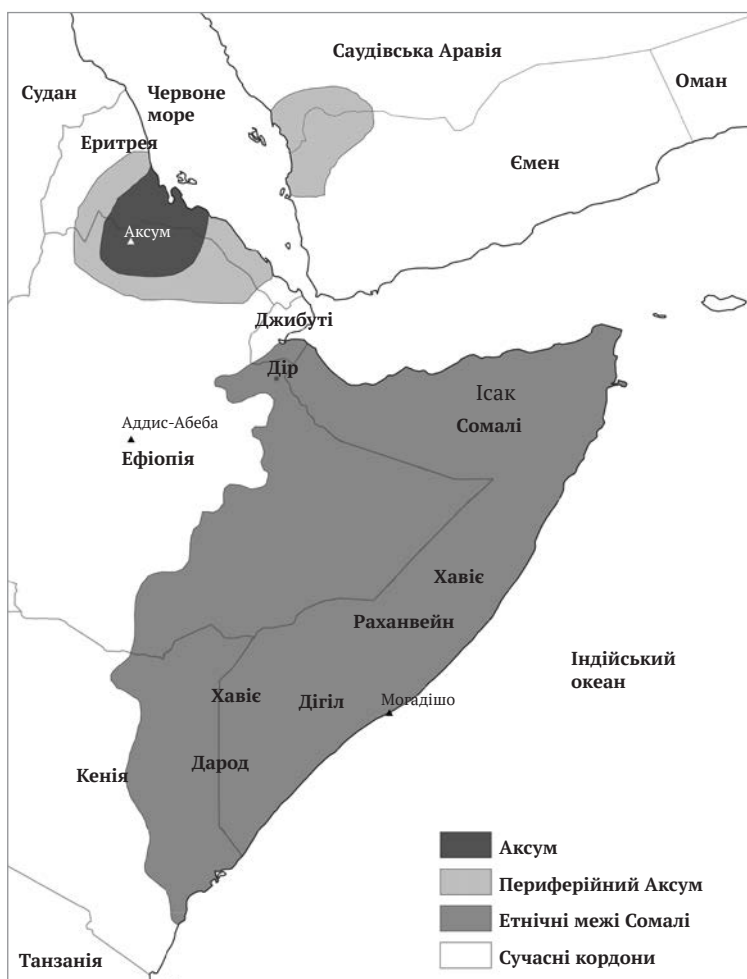 Саудівська Аравія
Оман
Судан
Червоне
море
Еритрея
Ємен
Аксум
Джибуті
Дір
Ісак
Аддис-Абеба
Сомалі
Ефіопія
Хавіє
Раханвейн
Індійський
океан
Хавіє
Дігіл
Могадішо
Дарод
Кенія
Аксум
Периферійний Аксум
Етнічні межі Сомалі
Сучасні кордони
Танзанія